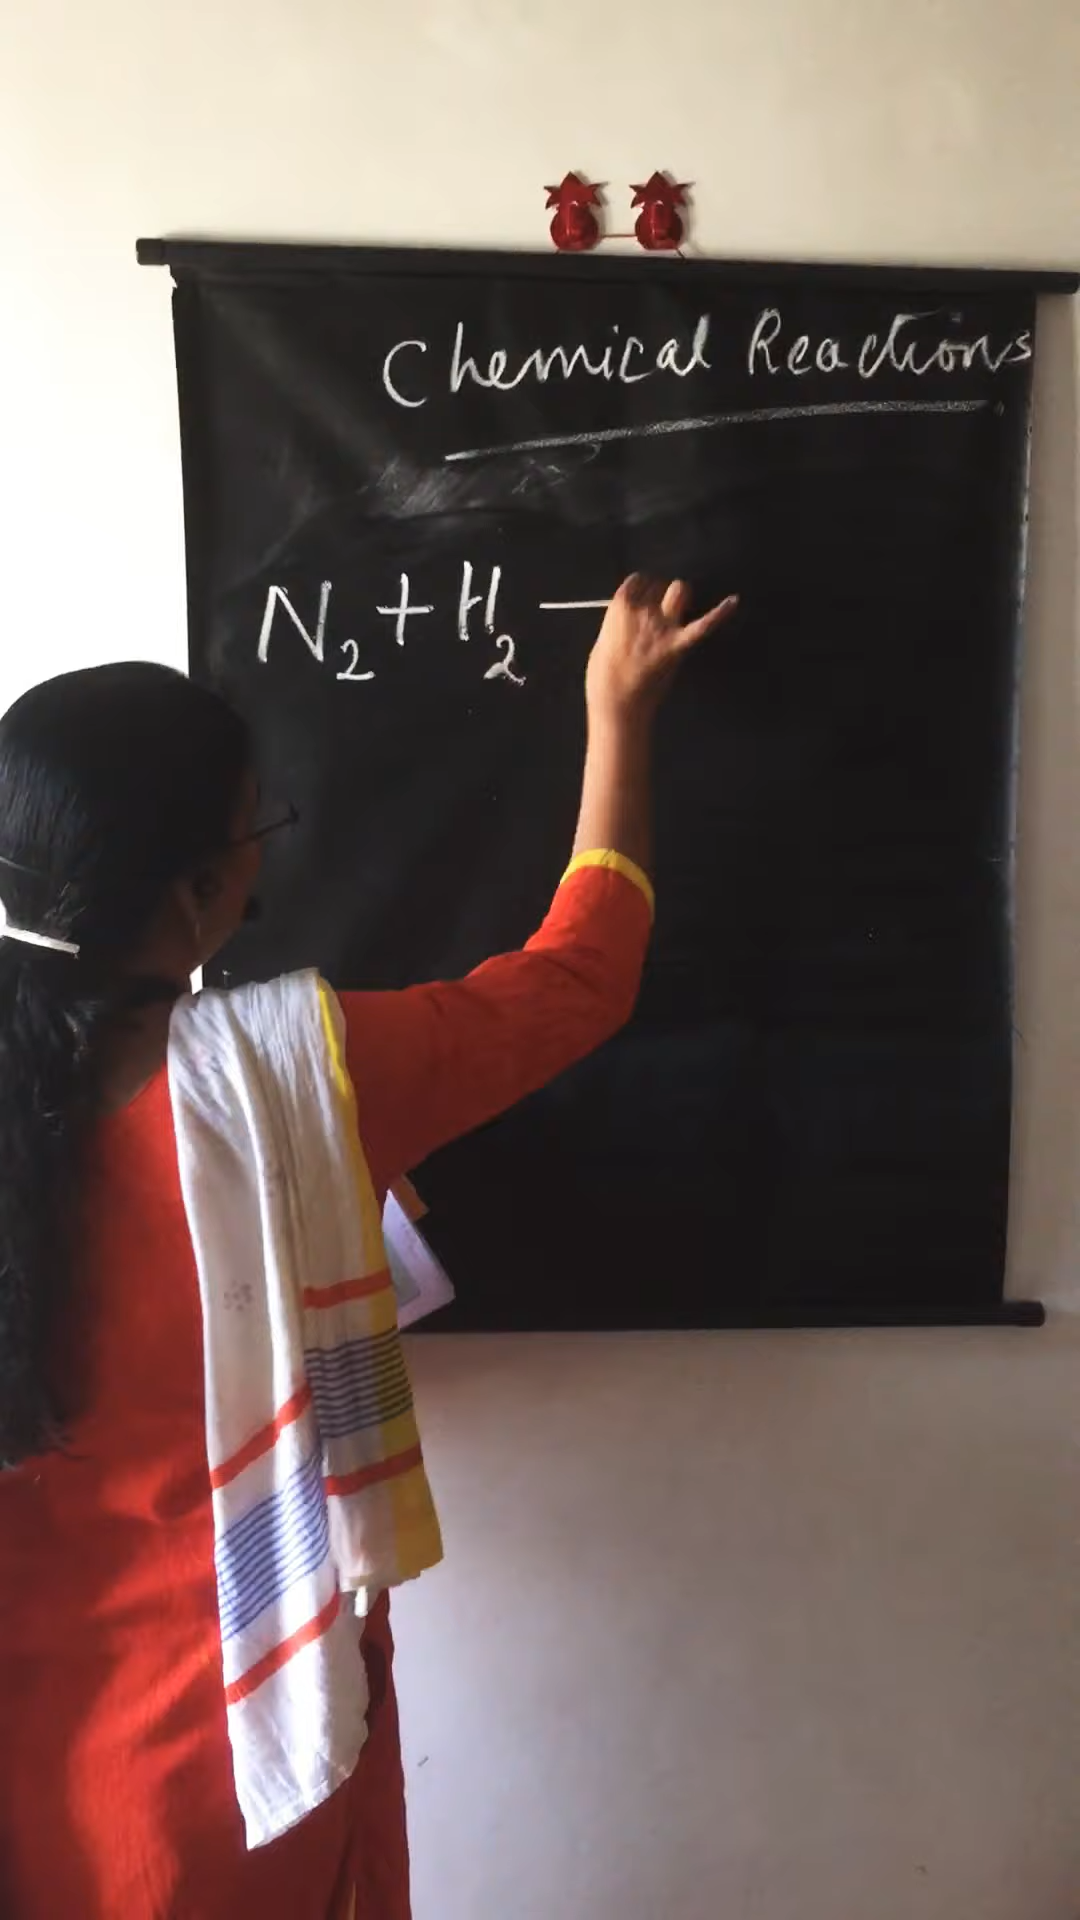 Chemical Reactions
N₂ + H₂ —